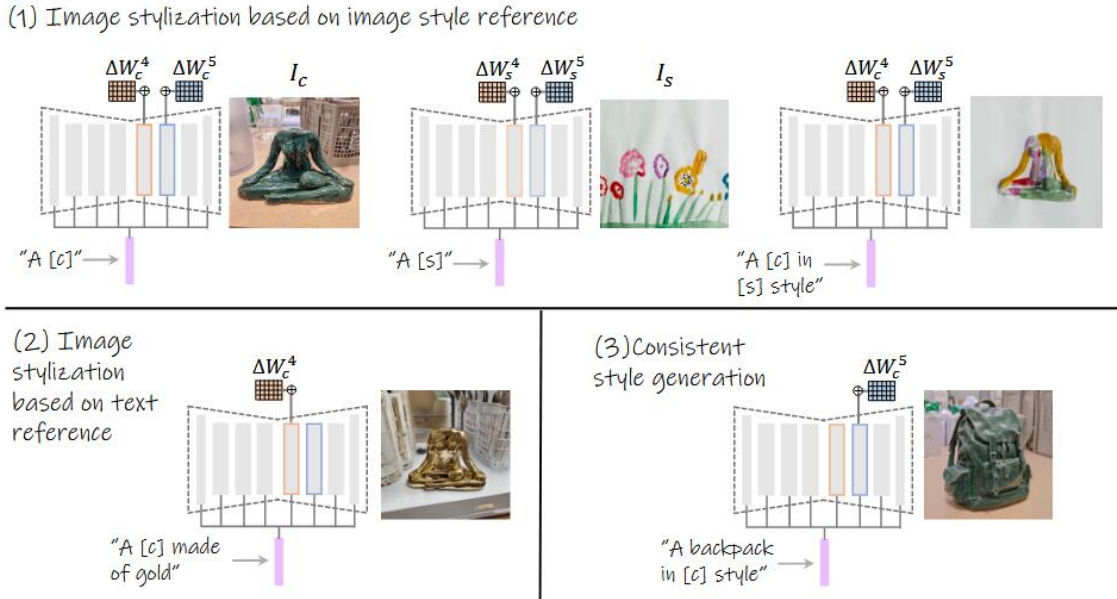 (1) Image stylization based on image style reference
ΔW_c^4 ΔW_c^5 I_c
ΔW_s^4 ΔW_s^5 I_s
ΔW_c^4 ΔW_s^5
"A [c]"
"A [s]"
"A [c] in
[s] style"
(2) Image
stylization
based on text
reference
ΔW_c^4
"A [c] made
of gold"
(3)Consistent
style generation
ΔW_c^5
"A backpack
in [c] style"